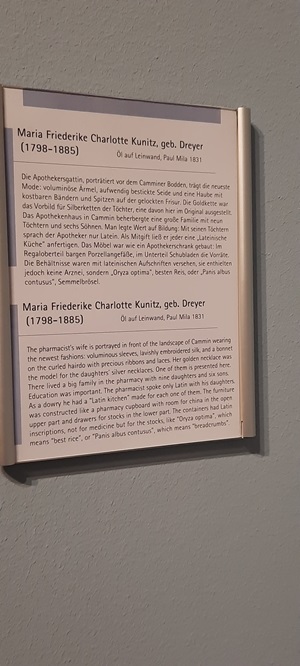 Maria Friederike Charlotte Kunitz, geb. Dreyer
(1798-1885) Öl auf Leinwand, Paul Mila 1831
Die Apothekersgattin, porträtiert vor dem Camminer Bodden, trägt die neueste
Mode: voluminöse Ärmel, aufwendig bestickte Seide und eine Haube mit
kostbaren Bändern und Spitzen auf der gelockten Frisur. Die Goldkette war
das Vorbild für Silberketten der Töchter, eine davon hier im Original ausgestellt.
Das Apothekenhaus in Cammin beherbergte eine große Familie mit neun
Töchtern und sechs Söhnen. Man legte Wert auf Bildung: Mit seinen Töchtern
sprach der Apotheker nur Latein. Als Mitgift ließ er jeder eine „Lateinische
Küche“ anfertigen. Das Möbel war wie ein Apothekerschrank gebaut: Im
Regaloberteil bargen Porzellangefäße, im Unterteil Schubladen die Vorräte.
Die Behältnisse waren mit lateinischen Aufschriften versehen, sie enthielten
jedoch keine Arznei, sondern „Oryza optima“, besten Reis, oder „Panis albus
contusus“, Semmelbrösel.
Maria Friederike Charlotte Kunitz, geb. Dreyer
(1798-1885) Öl auf Leinwand, Paul Mila 1831
The pharmacist's wife is portrayed in front of the landscape of Cammin wearing
the newest fashions: voluminous sleeves, lavishly embroidered silk, and a bonnet
on the curled hairdo with precious ribbons and laces. Her golden necklace was
the model for the daughters' silver necklaces. One of them is presented here.
There lived a big family in the pharmacy with nine daughters and six sons.
Education was important. The pharmacist spoke only Latin with his daughters.
As a dowry he had a "Latin kitchen" made for each one of them. The furniture
was constructed like a pharmacy cupboard with room for china in the open
upper part and drawers for stocks in the lower part. The containers had Latin
inscriptions, not for medicine but for the stocks, like "Oryza optima", which
means "best rice", or "Panis albus contusus", which means "breadcrumbs".